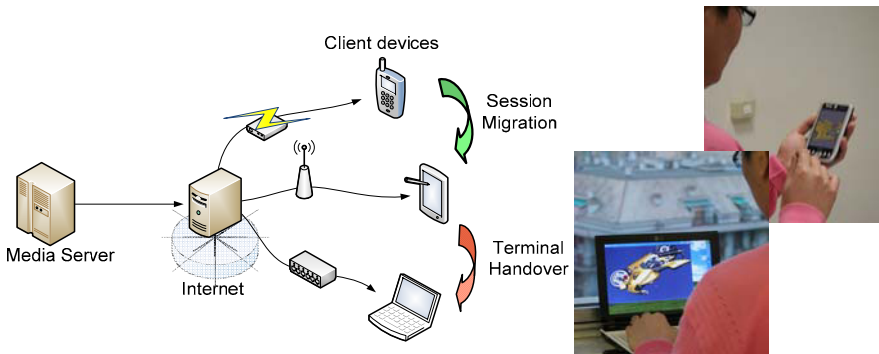 Client devices
Session
Migration
Media Server
Internet
Terminal
Handover